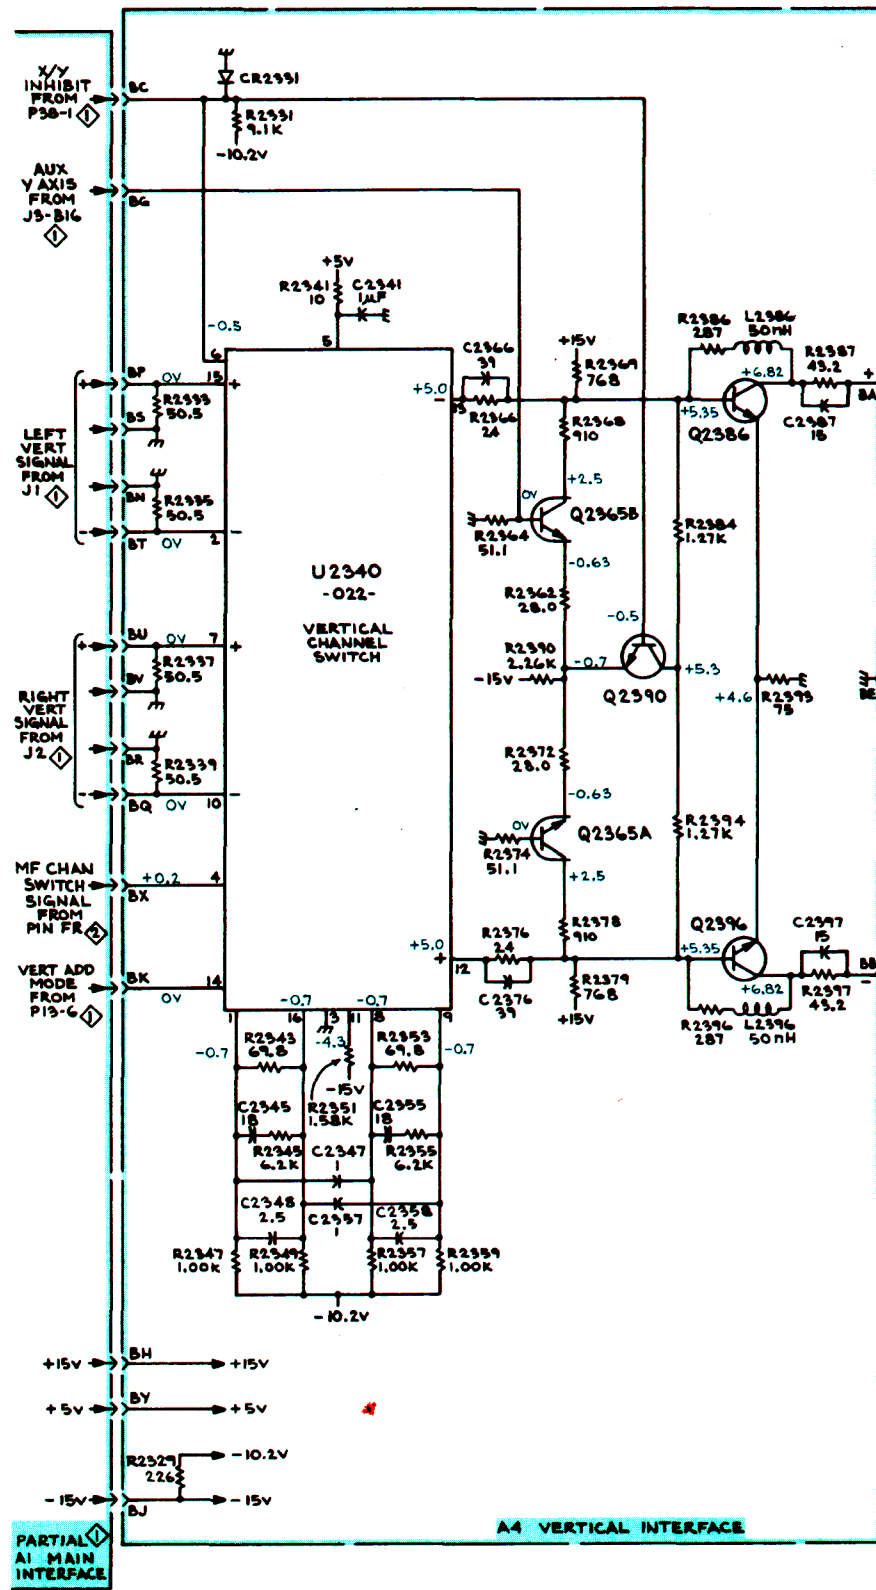 X/Y
INHIBIT
FROM
P38-1
1
BC
CR2331
R2331
9.1K
-10.2V
AUX
Y AXIS
FROM
J3-B16
1
BG
+5V
R2341
10
C2341
1µF
-0.5
6
5
BP
0V
15
+
R2333
50.5
BS
LEFT
VERT
SIGNAL
FROM
J1
1
+
-
BN
R2335
50.5
BT
0V
2
-
U2340
-022-
VERTICAL
CHANNEL
SWITCH
BU
0V
7
+
R2337
50.5
BV
RIGHT
VERT
SIGNAL
FROM
J2
1
+
-
BR
R2339
50.5
BQ
0V
10
-
MF CHAN
SWITCH
SIGNAL
FROM
PIN FR
2
+0.2
4
BX
VERT ADD
MODE
FROM
P13-6
1
BK
0V
14
+5.0
-
C2366
39
R2366
24
+15V
R2369
768
R2368
910
+2.5
0V
Q2365B
R2364
51.1
-0.63
R2362
28.0
R2390
2.26K
-15V
-0.7
-0.5
Q2390
+5.3
R2372
28.0
-0.63
0V
Q2365A
R2374
51.1
+2.5
R2378
910
+5.0
+
12
R2376
24
C2376
39
R2379
768
+15V
R2386
287
L2386
50nH
+6.82
R2387
43.2
+
BA
+5.35
Q2386
C2387
15
R2384
1.27K
+4.6
R2393
75
BE
R2394
1.27K
Q2396
+5.35
C2397
15
BB
-
+6.82
R2397
43.2
R2396
287
L2396
50nH
1
-0.7
16
3
11
-0.7
8
9
-0.7
R2343
69.8
-4.3
R2353
69.8
-0.7
-15V
R2351
1.58K
C2345
18
R2345
6.2K
C2355
18
R2355
6.2K
C2347
1
C2348
2.5
C2357
1
C2358
2.5
R2347
1.00K
R2349
1.00K
R2357
1.00K
R2359
1.00K
-10.2V
+15V
BH
+15V
+5V
BY
+5V
R2329
226
-10.2V
-15V
BJ
-15V
PARTIAL
1
A1 MAIN
INTERFACE
A4 VERTICAL INTERFACE